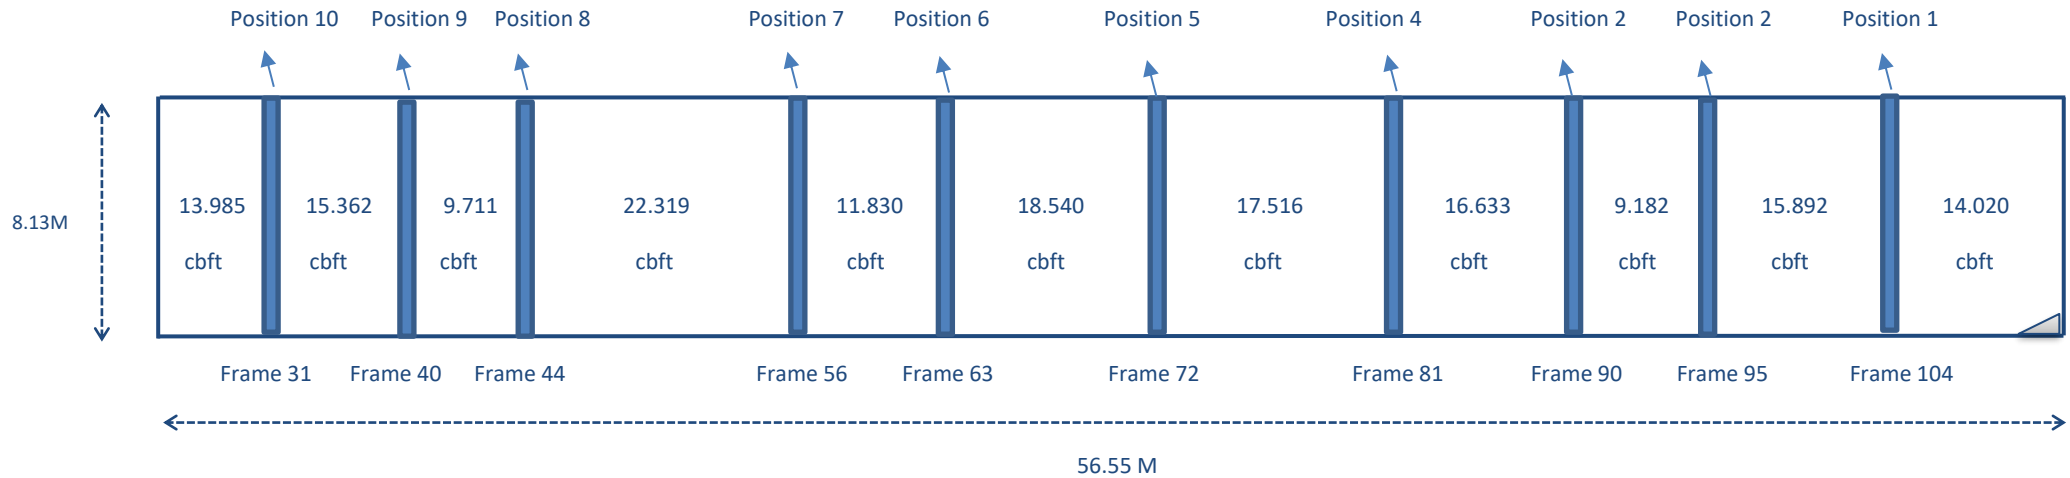 Position 10 Position 9 Position 8 Position 7 Position 6 Position 5 Position 4 Position 2 Position 2 Position 1
13.985 15.362 9.711 22.319 11.830 18.540 17.516 16.633 9.182 15.892 14.020
8.13M
cbft cbft cbft cbft cbft cbft cbft cbft cbft cbft cbft
Frame 31 Frame 40 Frame 44 Frame 56 Frame 63 Frame 72 Frame 81 Frame 90 Frame 95 Frame 104
56.55 M